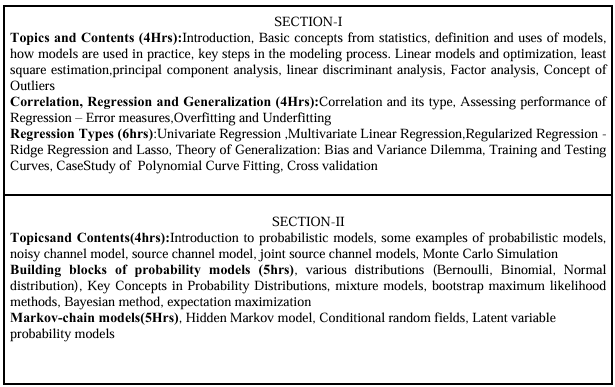 SECTION-I
Topics and Contents (4Hrs):Introduction, Basic concepts from statistics, definition and uses of models,
how models are used in practice, key steps in the modeling process. Linear models and optimization, least
square estimation,principal component analysis, linear discriminant analysis, Factor analysis, Concept of
Outliers
Correlation, Regression and Generalization (4Hrs):Correlation and its type, Assessing performance of
Regression – Error measures,Overfitting and Underfitting
Regression Types (6hrs):Univariate Regression ,Multivariate Linear Regression,Regularized Regression -
Ridge Regression and Lasso, Theory of Generalization: Bias and Variance Dilemma, Training and Testing
Curves, CaseStudy of Polynomial Curve Fitting, Cross validation
SECTION-II
Topicsand Contents(4hrs):Introduction to probabilistic models, some examples of probabilistic models,
noisy channel model, source channel model, joint source channel models, Monte Carlo Simulation
Building blocks of probability models (5hrs), various distributions (Bernoulli, Binomial, Normal
distribution), Key Concepts in Probability Distributions, mixture models, bootstrap maximum likelihood
methods, Bayesian method, expectation maximization
Markov-chain models(5Hrs), Hidden Markov model, Conditional random fields, Latent variable
probability models